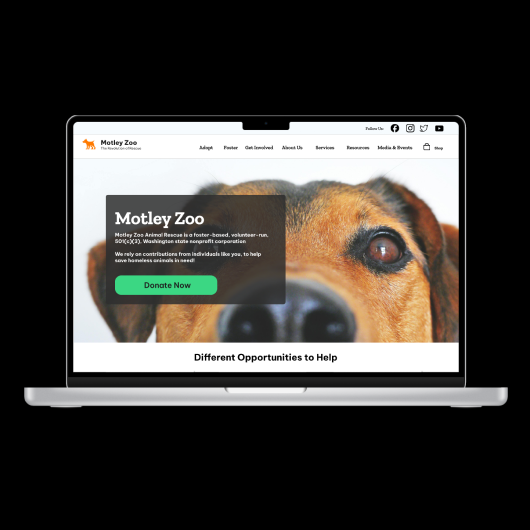 Follow Us:
Motley Zoo
The Revolution of Rescue
Adopt Foster Get Involved About Us Services Resources Media & Events Shop
Motley Zoo
Motley Zoo Animal Rescue is a foster-based, volunteer-run,
501(c)(3), Washington state nonprofit corporation
We rely on contributions from individuals like you, to help
save homeless animals in need!
Donate Now
Different Opportunities to Help